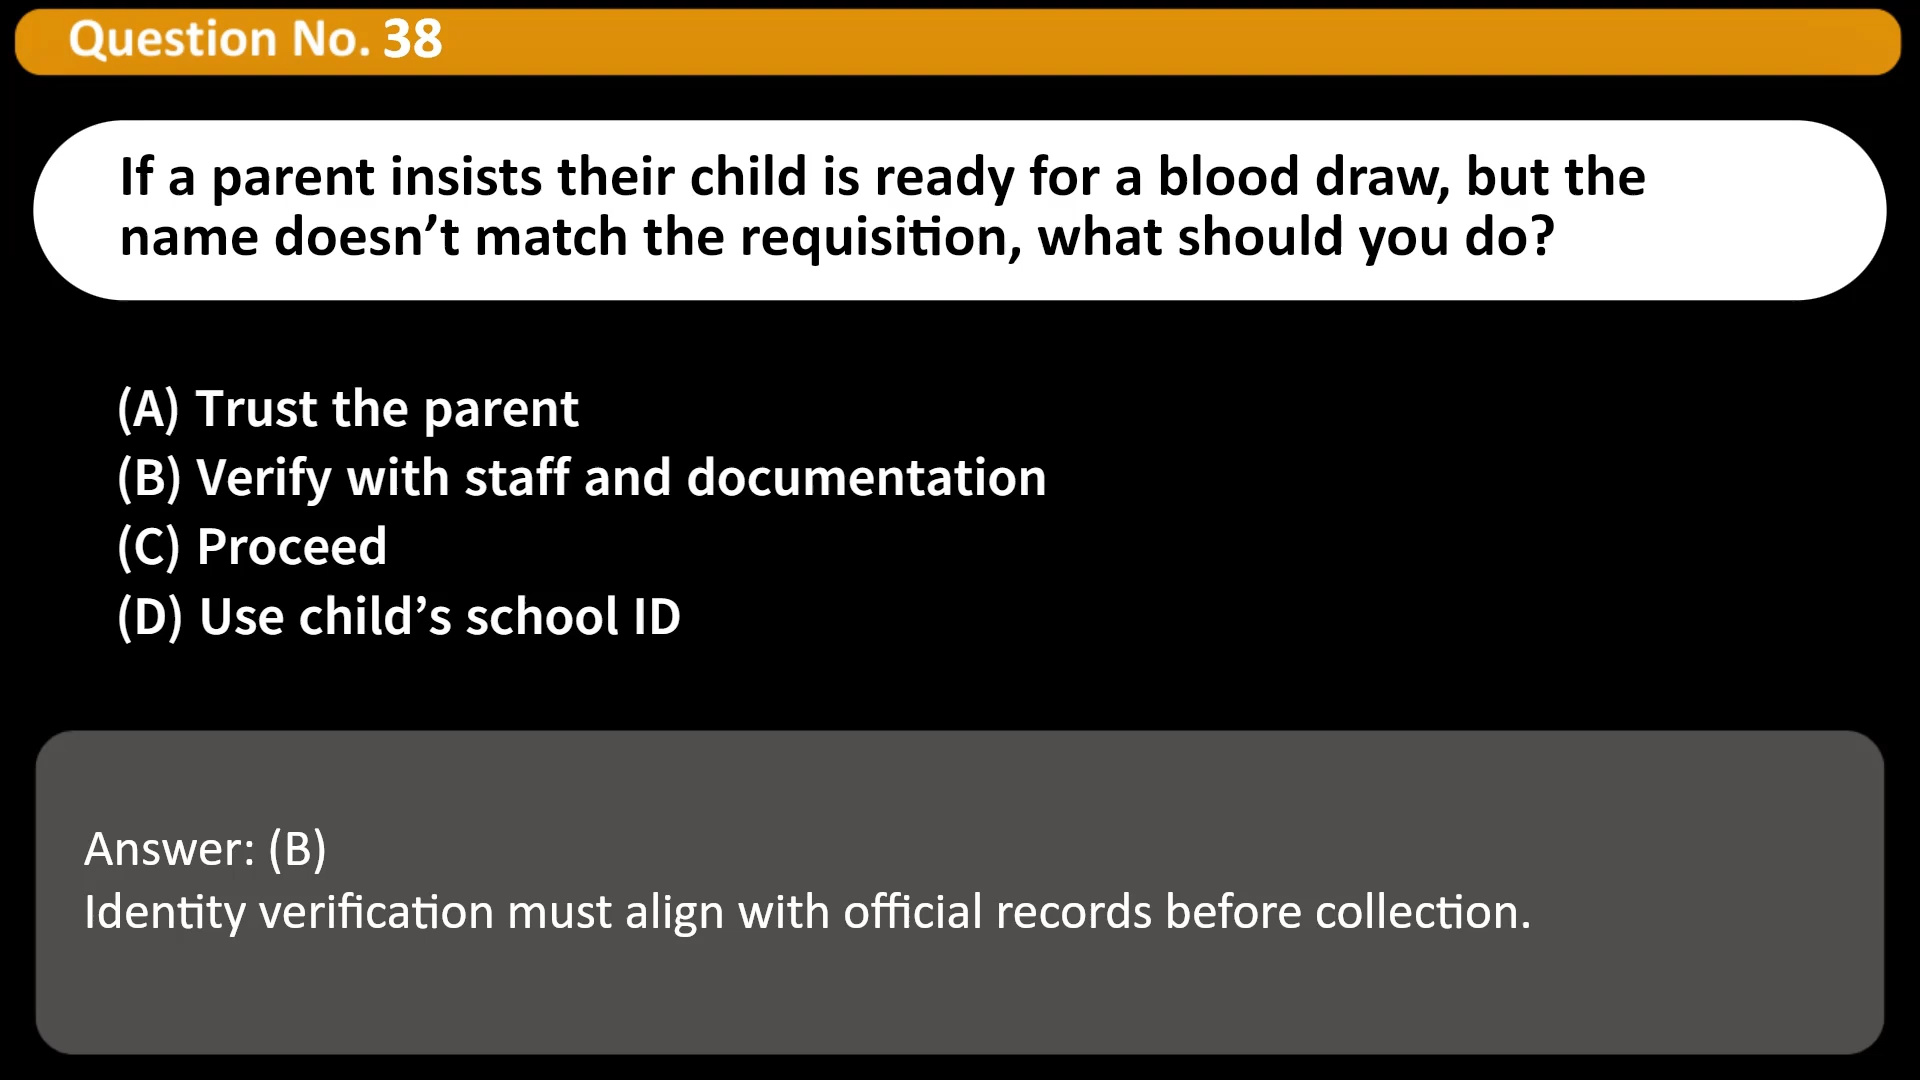 Question No. 38
If a parent insists their child is ready for a blood draw, but the
name doesn’t match the requisition, what should you do?
(A) Trust the parent
(B) Verify with staff and documentation
(C) Proceed
(D) Use child’s school ID
Answer: (B)
Identity verification must align with official records before collection.